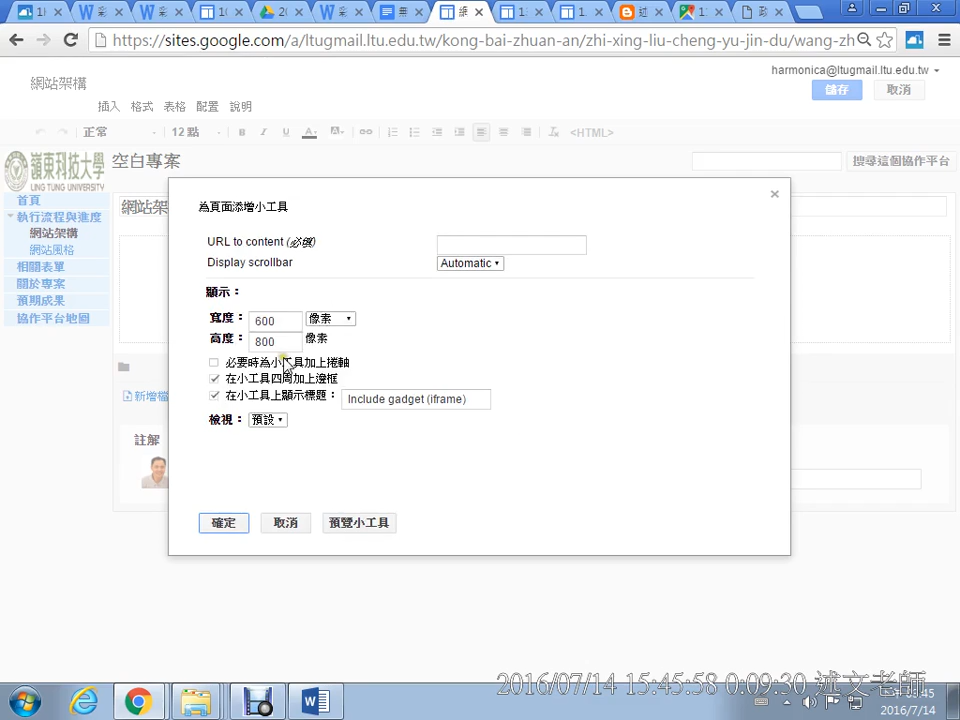 https://sites.google.com/a/ltugmail.ltu.edu.tw/kong-bai-zhuan-an/zhi-xing-liu-cheng-yu-jin-du/wang-zh
harmonica@ltugmail.ltu.edu.tw
網站架構
儲存 取消
插入 格式 表格 配置 說明
正常 12 點 B I U A A <HTML>
嶺東科技大學
LING TUNG UNIVERSITY
空白專案
搜尋這個協作平台
首頁
執行流程與進度
網站架構
網站風格
相關表單
關於專案
預期成果
協作平台地圖
網站架
新增檔
註解
為頁面添增小工具
URL to content (必填)
Display scrollbar Automatic
顯示：
寬度： 600 像素
高度： 800 像素
必要時為小工具加上捲軸
在小工具四周加上邊框
在小工具上顯示標題： Include gadget (iframe)
檢視： 預設
確定 取消 預覽小工具
2016/07/14 15:45:58 0:09:30 述文老師
2016/7/14